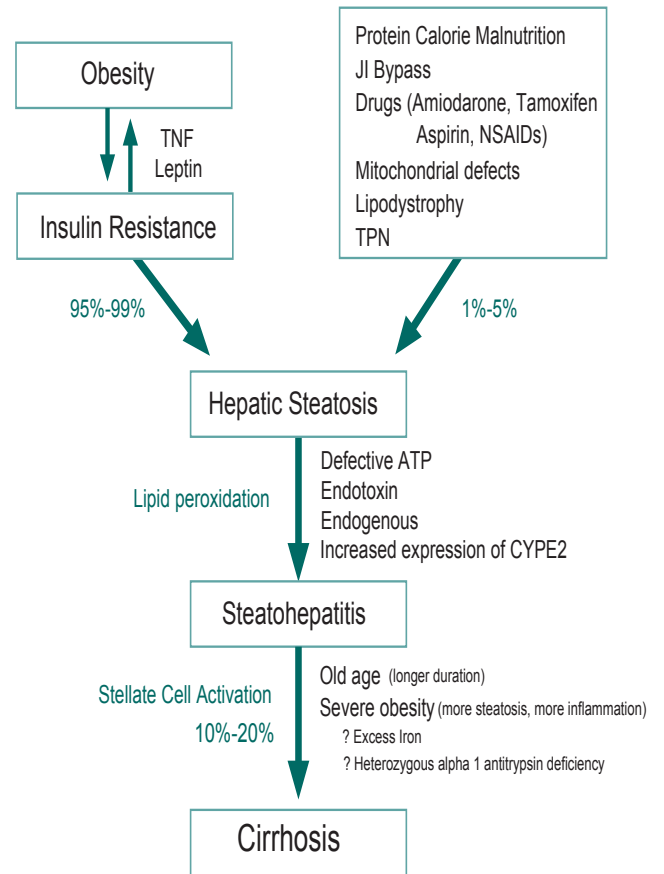 Obesity
TNF
Leptin
Insulin Resistance
95%-99%
Protein Calorie Malnutrition
JI Bypass
Drugs (Amiodarone, Tamoxifen
Aspirin, NSAIDs)
Mitochondrial defects
Lipodystrophy
TPN
1%-5%
Hepatic Steatosis
Lipid peroxidation
Defective ATP
Endotoxin
Endogenous
Increased expression of CYPE2
Steatohepatitis
Stellate Cell Activation
10%-20%
Old age (longer duration)
Severe obesity (more steatosis, more inflammation)
? Excess Iron
? Heterozygous alpha 1 antitrypsin deficiency
Cirrhosis